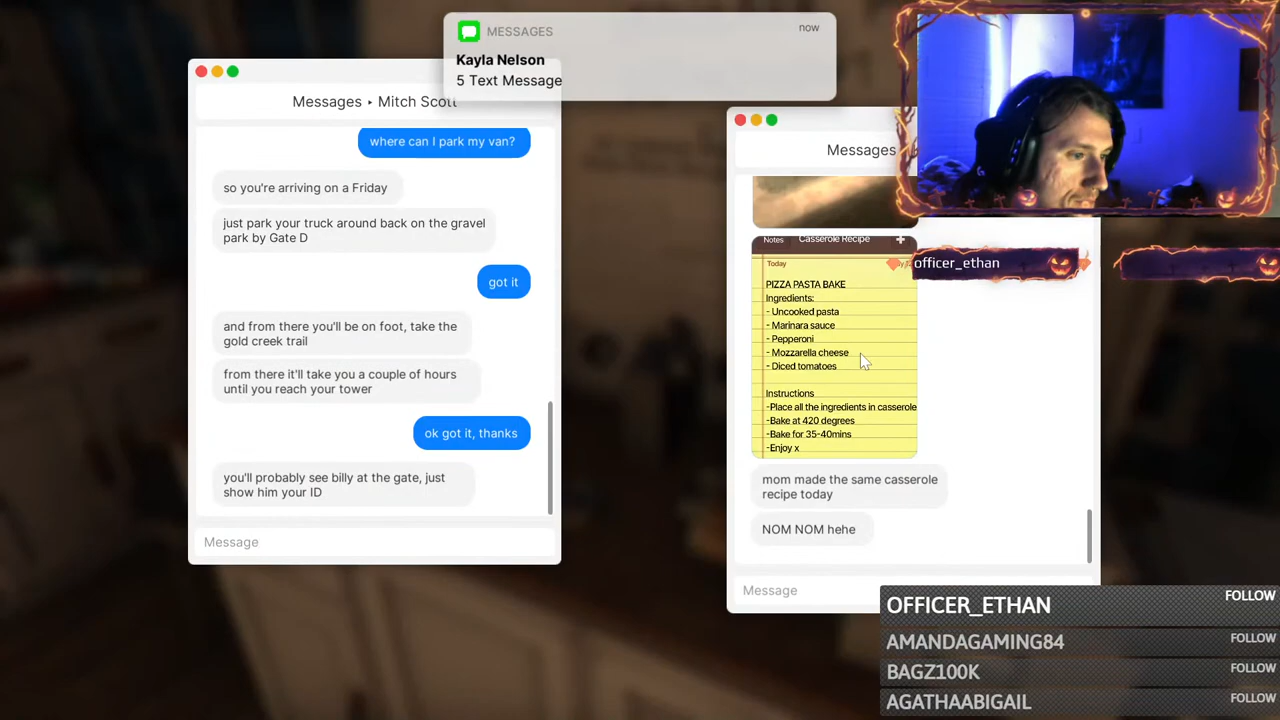 MESSAGES
now
Kayla Nelson
5 Text Message
Messages ▸ Mitch Scott
where can I park my van?
so you're arriving on a Friday
just park your truck around back on the gravel
park by Gate D
got it
and from there you'll be on foot, take the
gold creek trail
from there it'll take you a couple of hours
until you reach your tower
ok got it, thanks
you'll probably see billy at the gate, just
show him your ID
Message
Messages
Notes
Casserole Recipe
Today
PIZZA PASTA BAKE
Ingredients:
- Uncooked pasta
- Marinara sauce
- Pepperoni
- Mozzarella cheese
- Diced tomatoes
Instructions
-Place all the ingredients in casserole
-Bake at 420 degrees
-Bake for 35-40mins
-Enjoy x
mom made the same casserole
recipe today
NOM NOM hehe
Message
officer_ethan
OFFICER_ETHAN FOLLOW
AMANDAGAMING84 FOLLOW
BAGZ100K FOLLOW
AGATHAABIGAIL FOLLOW